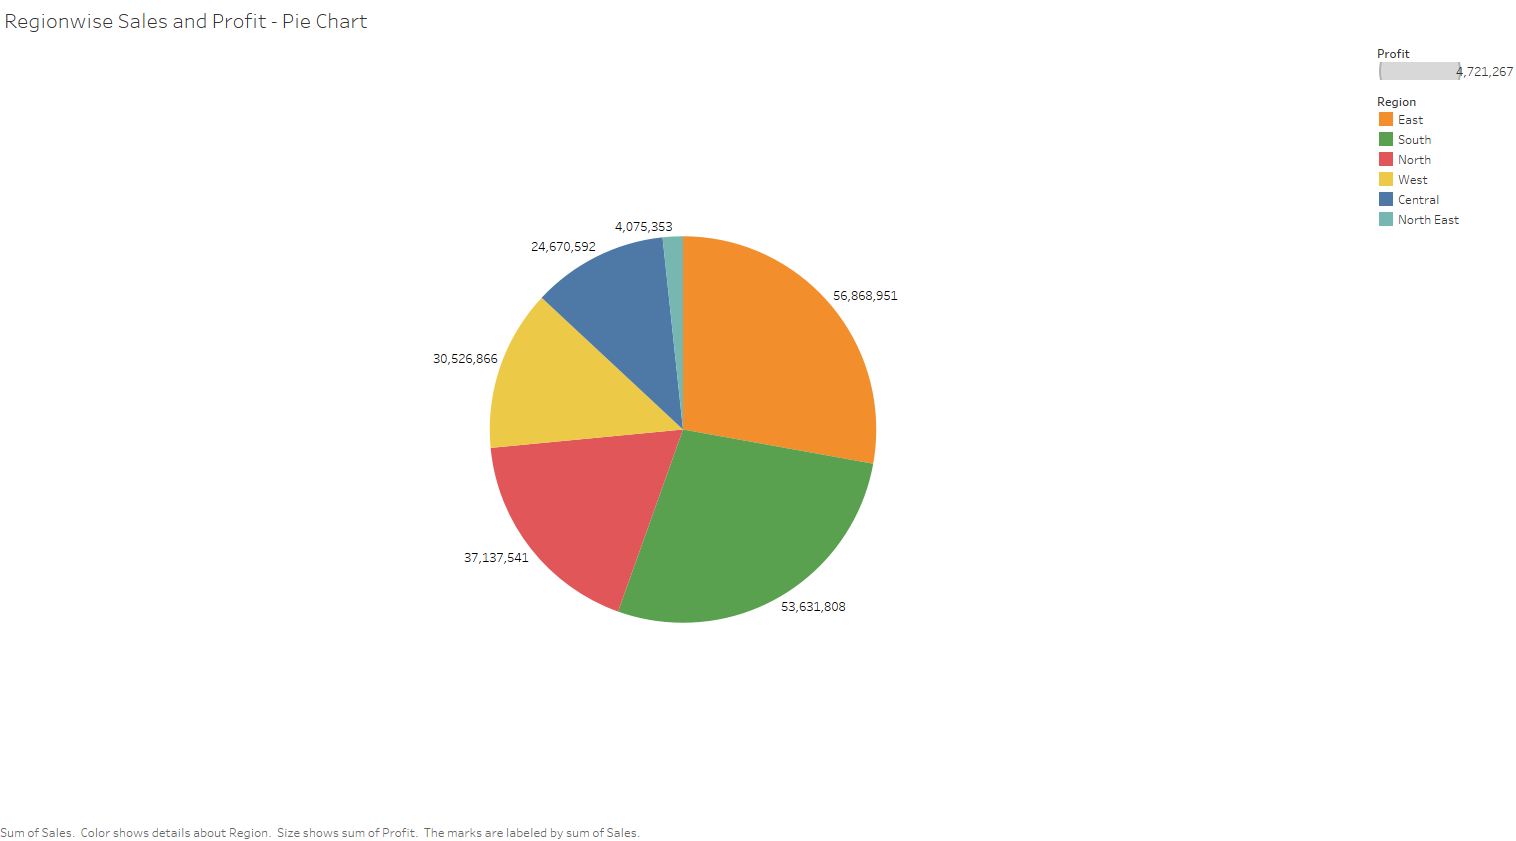 Regionwise Sales and Profit - Pie Chart
Profit
4,721,267
Region
East
South
North
West
Central
North East
4,075,353
24,670,592
56,868,951
30,526,866
37,137,541
53,631,808
Sum of Sales.  Color shows details about Region.  Size shows sum of Profit.  The marks are labeled by sum of Sales.